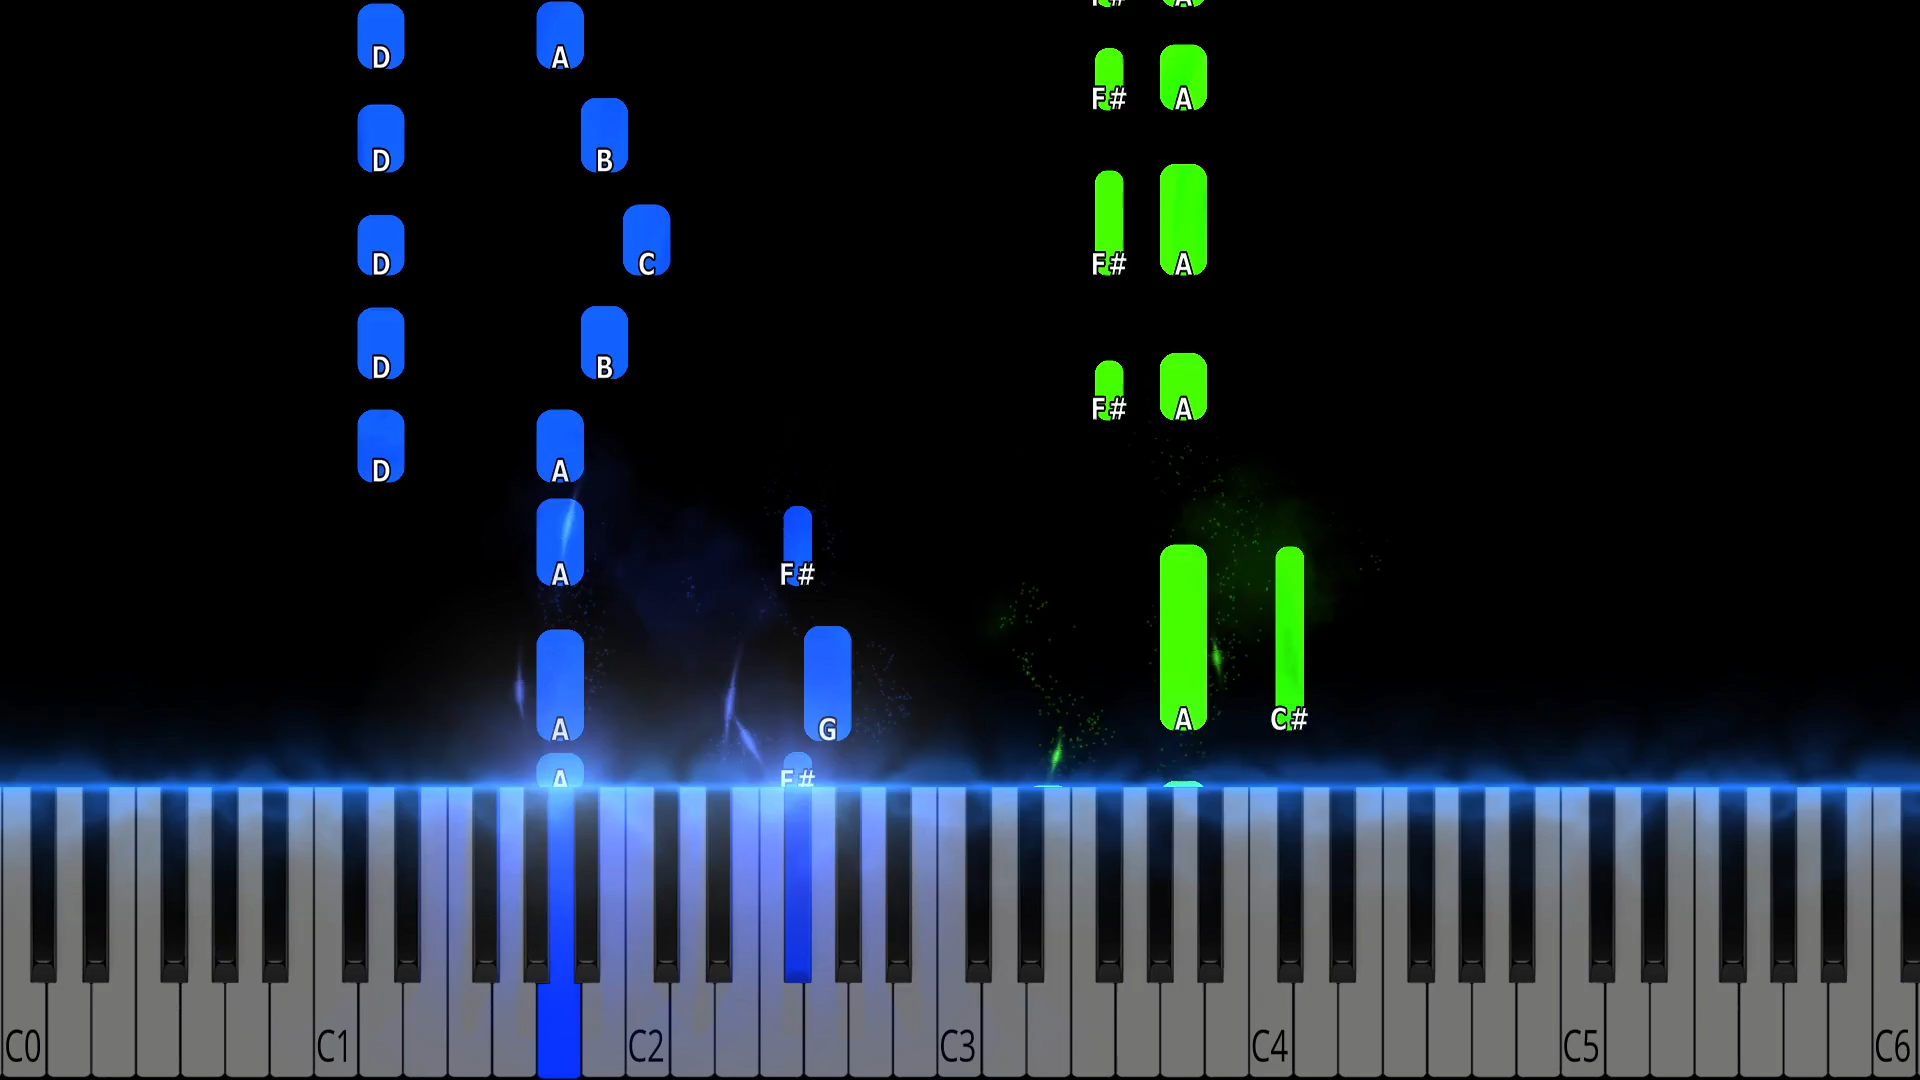 F# A
D A
F# A
D B
D C F# A
D B
F# A
D A
A F#
A G A C#
A F#
C0 C1 C2 C3 C4 C5 C6